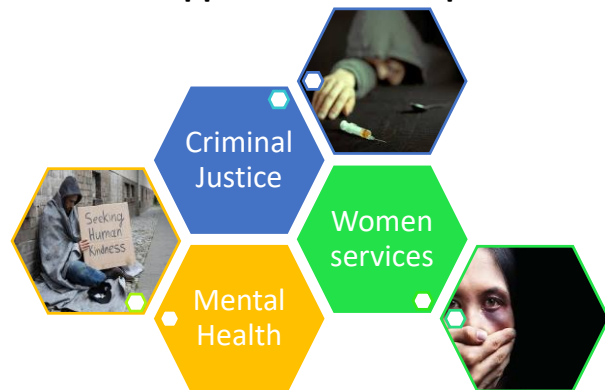 Criminal
Justice
Seeking
Human
Kindness
Women
services
Mental
Health